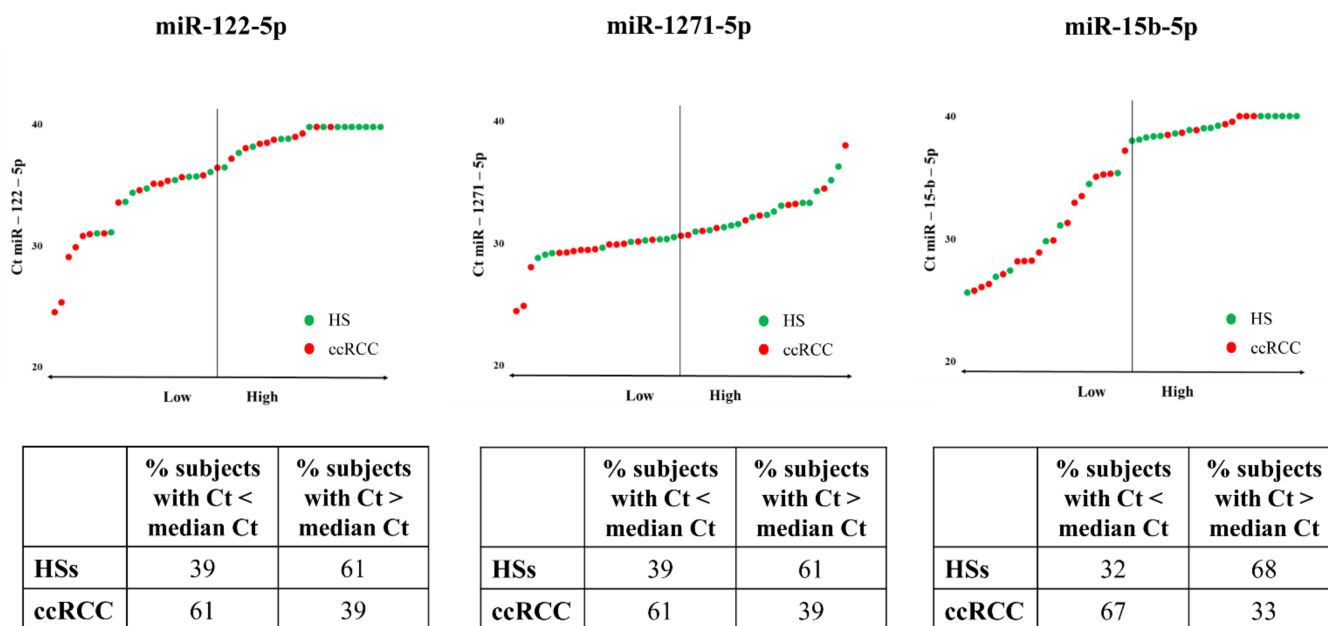 miR-122-5p
Ct miR – 122 – 5p
40
30
20
HS
ccRCC
Low High
miR-1271-5p
Ct miR – 1271 – 5p
40
30
20
HS
ccRCC
Low High
miR-15b-5p
Ct miR – 15-b – 5p
40
30
20
HS
ccRCC
Low High
% subjects with Ct < median Ct % subjects with Ct > median Ct
HSs 39 61
ccRCC 61 39
% subjects with Ct < median Ct % subjects with Ct > median Ct
HSs 39 61
ccRCC 61 39
% subjects with Ct < median Ct % subjects with Ct > median Ct
HSs 32 68
ccRCC 67 33